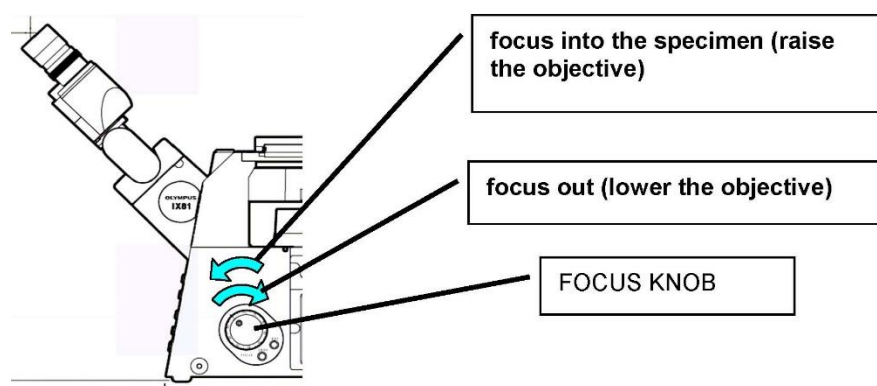 focus into the specimen (raise
the objective)
focus out (lower the objective)
OLYMPUS
IX81
FOCUS KNOB